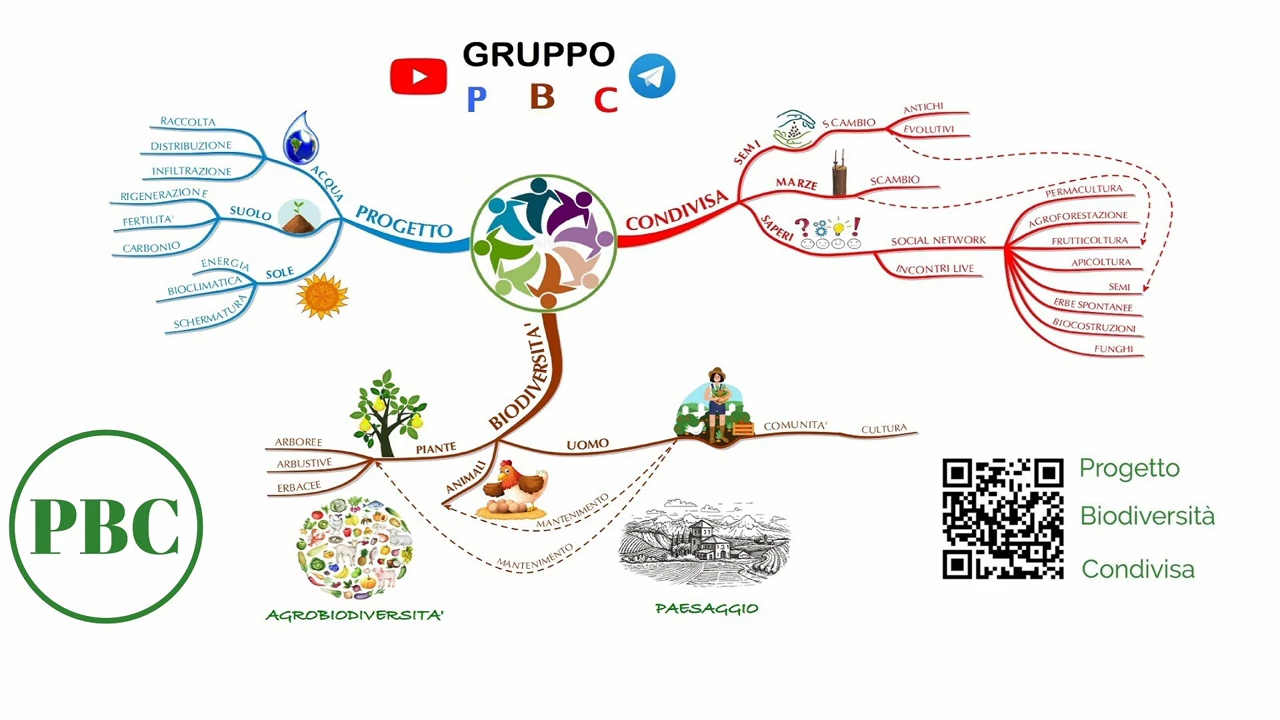 GRUPPO
P B C
PROGETTO
ACQUA
RACCOLTA
DISTRIBUZIONE
INFILTRAZIONE
SUOLO
RIGENERAZIONE
FERTILITA'
CARBONIO
SOLE
ENERGIA
BIOCLIMATICA
SCHERMATURA
CONDIVISA
SEMI
SCAMBIO
ANTICHI
EVOLUTIVI
MARZE
SCAMBIO
SAPERI
? !
SOCIAL NETWORK
INCONTRI LIVE
PERMACULTURA
AGROFORESTAZIONE
FRUTTICOLTURA
APICOLTURA
SEMI
ERBE SPONTANEE
BIOCOSTRUZIONI
FUNGHI
BIODIVERSITA'
PIANTE
ARBOREE
ARBUSTIVE
ERBACEE
ANIMALI
UOMO
COMUNITA'
CULTURA
MANTENIMENTO
MANTENIMENTO
AGROBIODIVERSITA'
PAESAGGIO
PBC
Progetto
Biodiversità
Condivisa